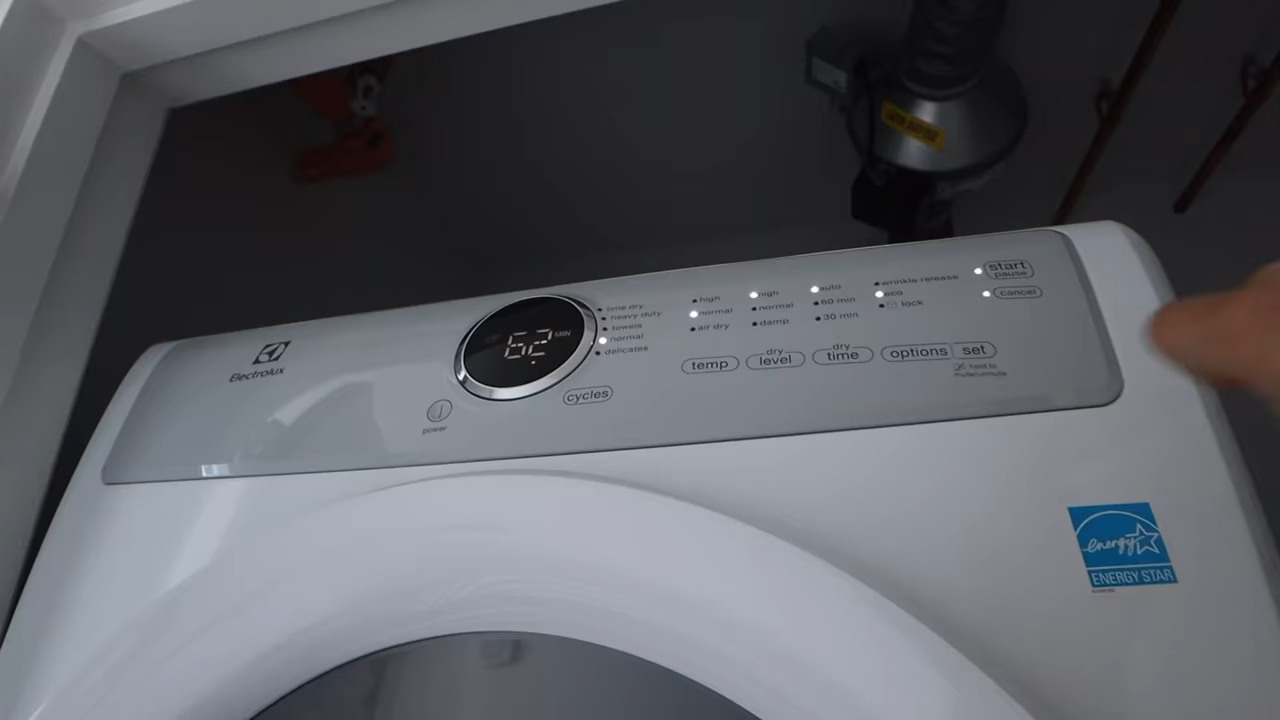 Electrolux
power
62 MIN
time dry
heavy duty
towels
normal
delicates
cycles
high
normal
air dry
temp
high
normal
damp
dry
level
auto
60 min
30 min
dry
time
wrinkle release
eco
lock
options set
hold to
mute/unmute
start
pause
cancel
energy
ENERGY STAR